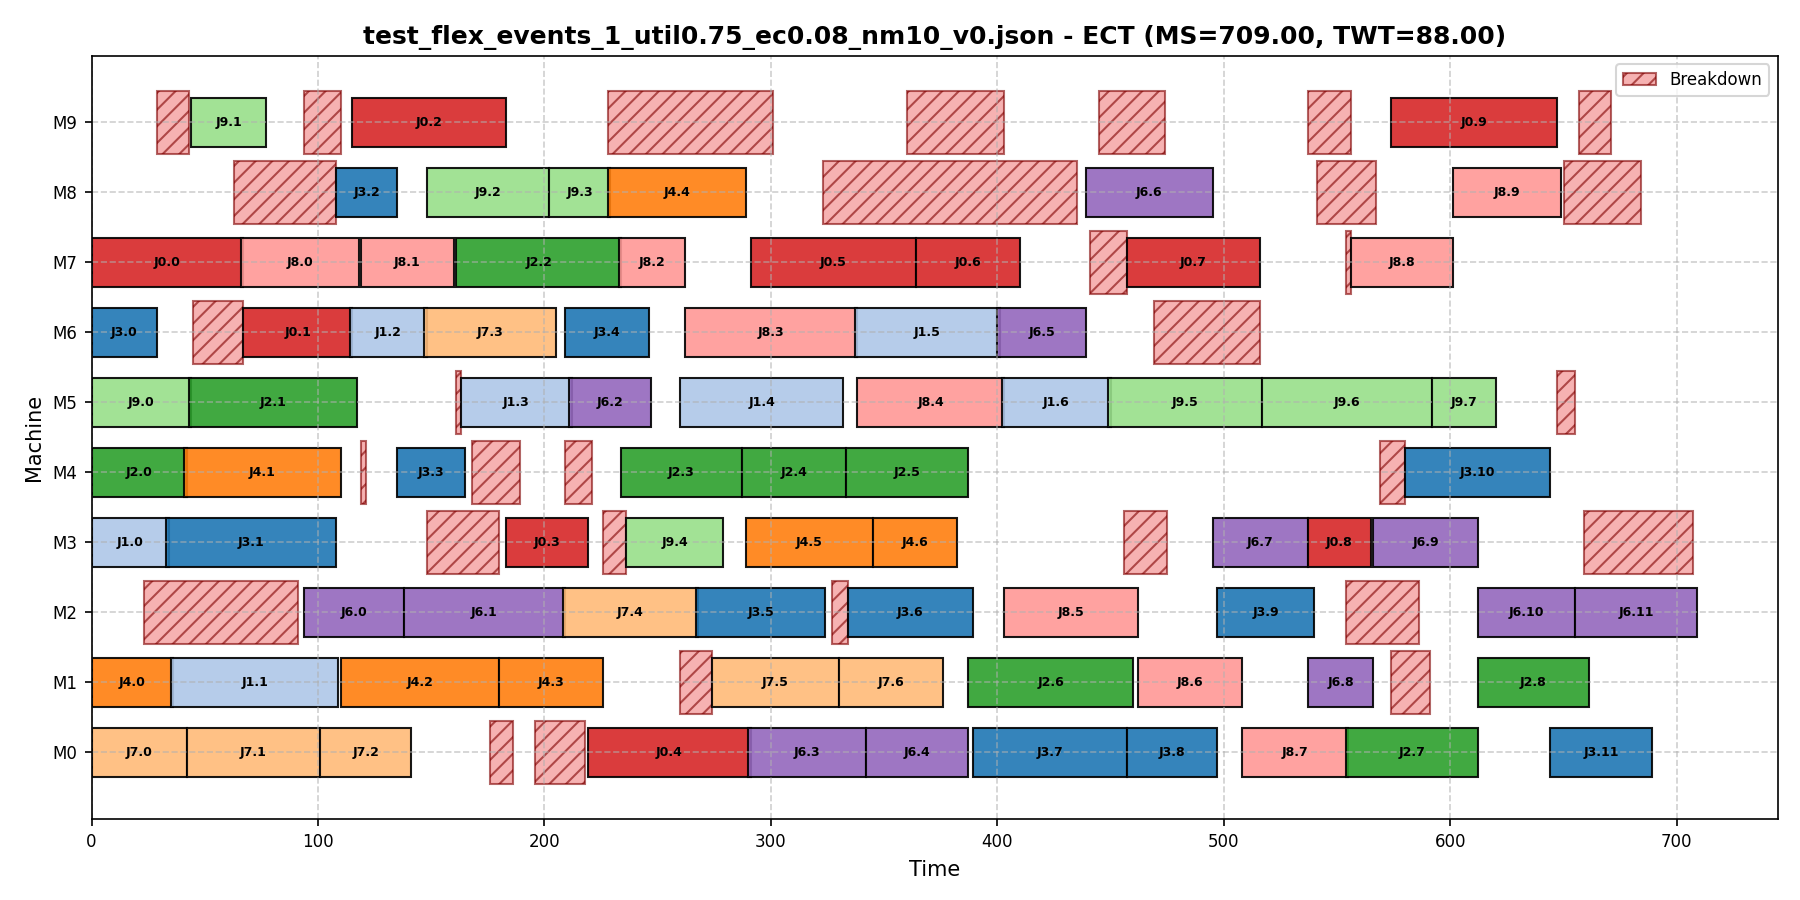 test_flex_events_1_util0.75_ec0.08_nm10_v0.json - ECT (MS=709.00, TWT=88.00)
Breakdown
M9 J9.1 J0.2 J0.9
M8 J3.2 J9.2 J9.3 J4.4 J6.6 J8.9
M7 J0.0 J8.0 J8.1 J2.2 J8.2 J0.5 J0.6 J0.7 J8.8
M6 J3.0 J0.1 J1.2 J7.3 J3.4 J8.3 J1.5 J6.5
M5 J9.0 J2.1 J1.3 J6.2 J1.4 J8.4 J1.6 J9.5 J9.6 J9.7
M4 J2.0 J4.1 J3.3 J2.3 J2.4 J2.5 J3.10
M3 J1.0 J3.1 J0.3 J9.4 J4.5 J4.6 J6.7 J0.8 J6.9
M2 J6.0 J6.1 J7.4 J3.5 J3.6 J8.5 J3.9 J6.10 J6.11
M1 J4.0 J1.1 J4.2 J4.3 J7.5 J7.6 J2.6 J8.6 J6.8 J2.8
M0 J7.0 J7.1 J7.2 J0.4 J6.3 J6.4 J3.7 J3.8 J8.7 J2.7 J3.11
Machine
0 100 200 300 400 500 600 700
Time